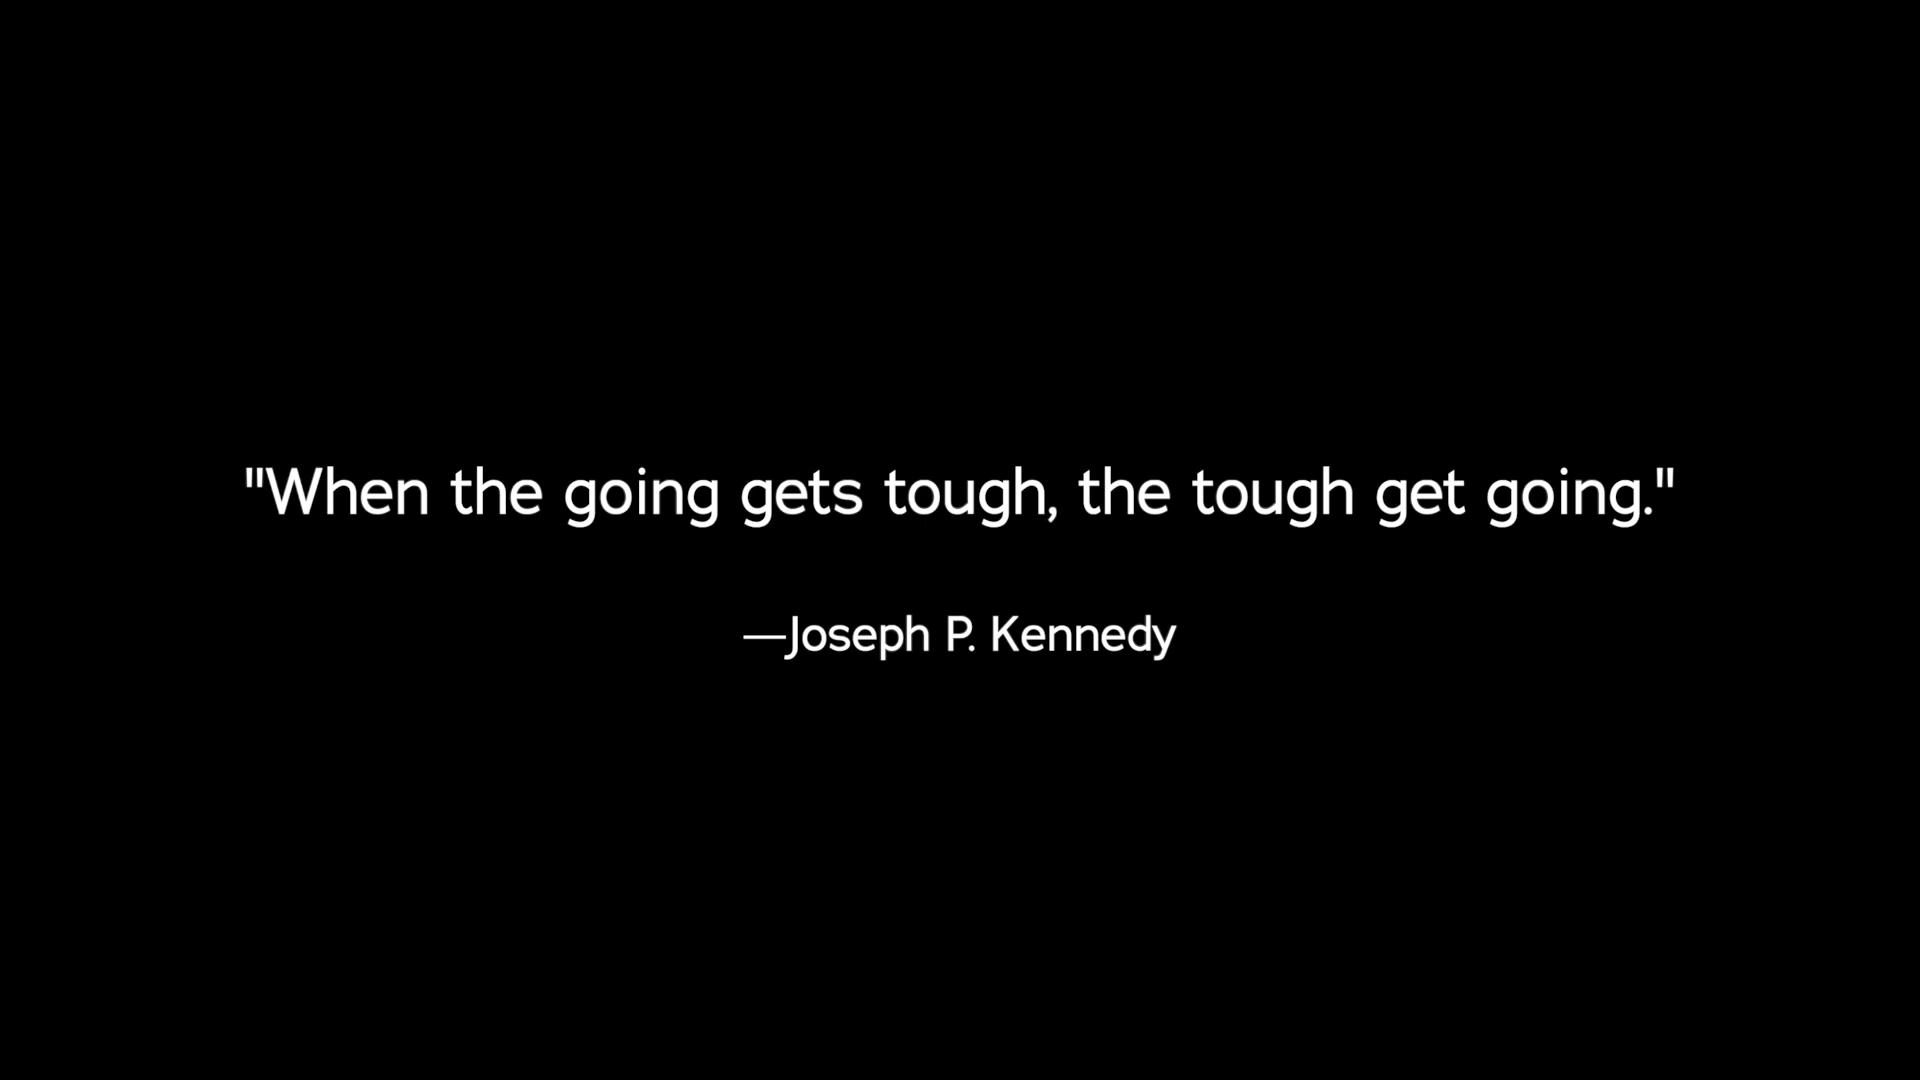 "When the going gets tough, the tough get going."
—Joseph P. Kennedy